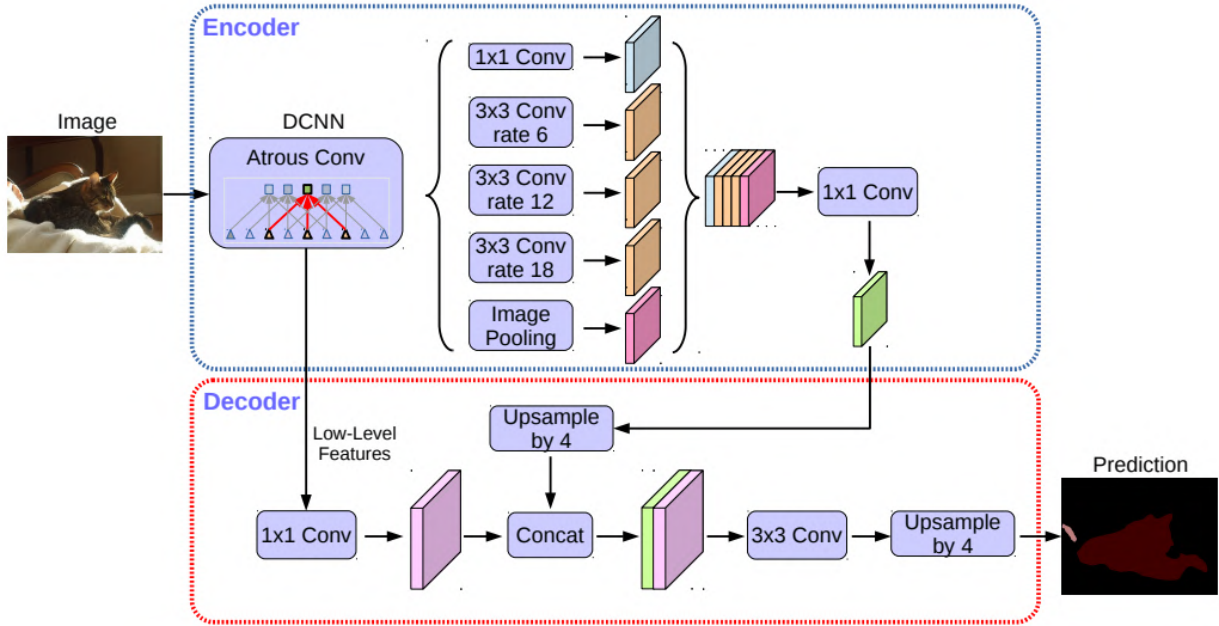 Encoder
Image
DCNN
Atrous Conv
1x1 Conv
3x3 Conv
rate 6
3x3 Conv
rate 12
3x3 Conv
rate 18
Image
Pooling
1x1 Conv
Decoder
Low-Level
Features
Upsample
by 4
1x1 Conv
Concat
3x3 Conv
Upsample
by 4
Prediction